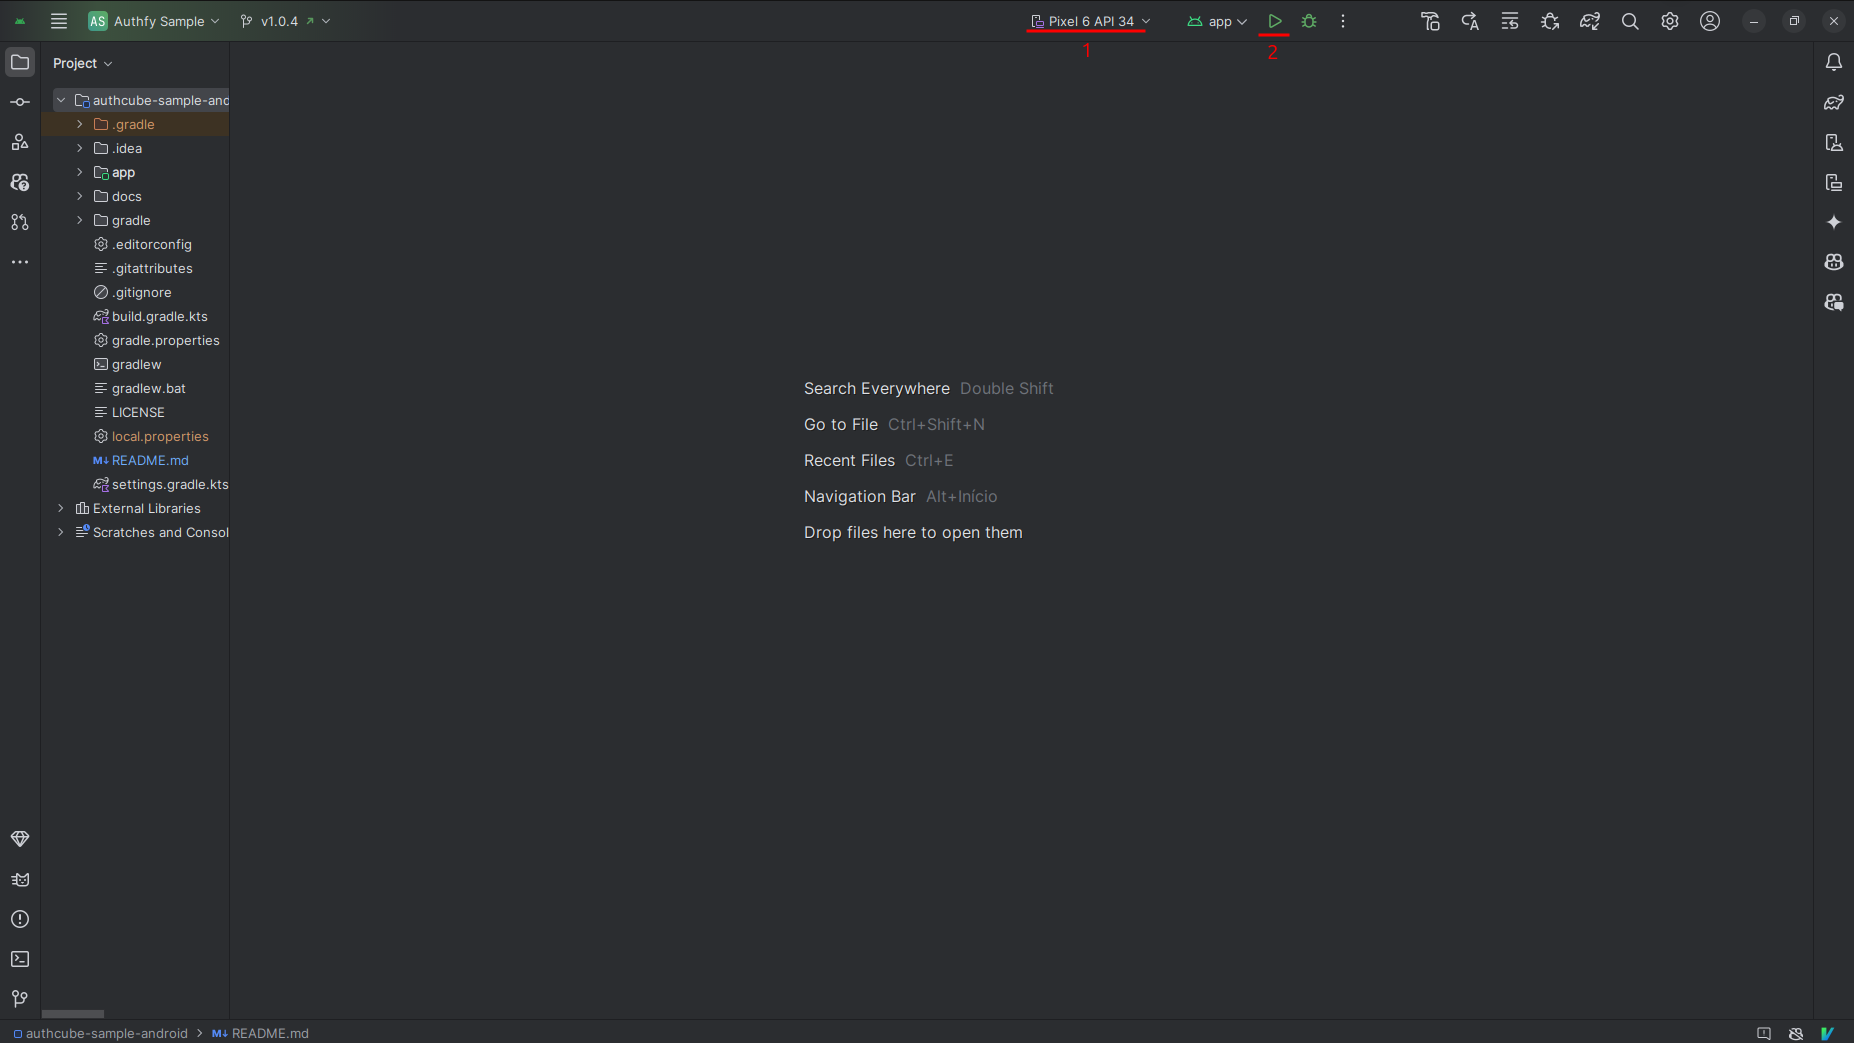 AS Authfy Sample v1.0.4 Pixel 6 API 34 app
1 2
Project
authcube-sample-and
.gradle
.idea
app
docs
gradle
.editorconfig
.gitattributes
.gitignore
build.gradle.kts
gradle.properties
gradlew
gradlew.bat
LICENSE
local.properties
M↓ README.md
settings.gradle.kts
External Libraries
Scratches and Consol
Search Everywhere Double Shift
Go to File Ctrl+Shift+N
Recent Files Ctrl+E
Navigation Bar Alt+Início
Drop files here to open them
authcube-sample-android > M↓ README.md